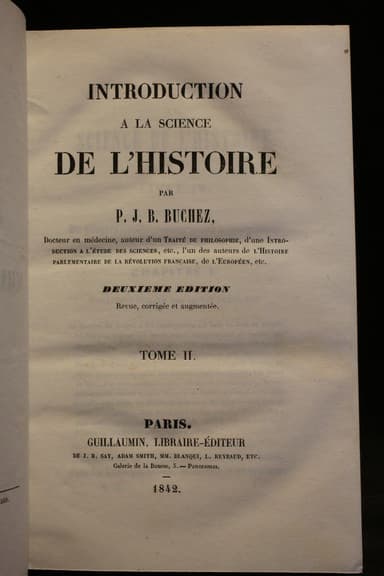 INTRODUCTION
A LA SCIENCE
DE L'HISTOIRE
PAR
P. J. B. BUCHEZ,
Docteur en médecine, auteur d'un TRAITÉ DE PHILOSOPHIE, d'une INTRO-
DUCTION A L'ÉTUDE DES SCIENCES, etc., l'un des auteurs de L'HISTOIRE
PARLEMENTAIRE DE LA RÉVOLUTION FRANÇAISE, de L'EUROPÉEN, etc.
DEUXIEME EDITION
Revue, corrigée et augmentée.
TOME II.
PARIS.
GUILLAUMIN, LIBRAIRE-ÉDITEUR
DE J. B. SAY, ADAM SMITH, MM. BLANQUI, L. REYBAUD, ETC.
Galerie de la Bourse, 5. — PANORAMAS.
1842.